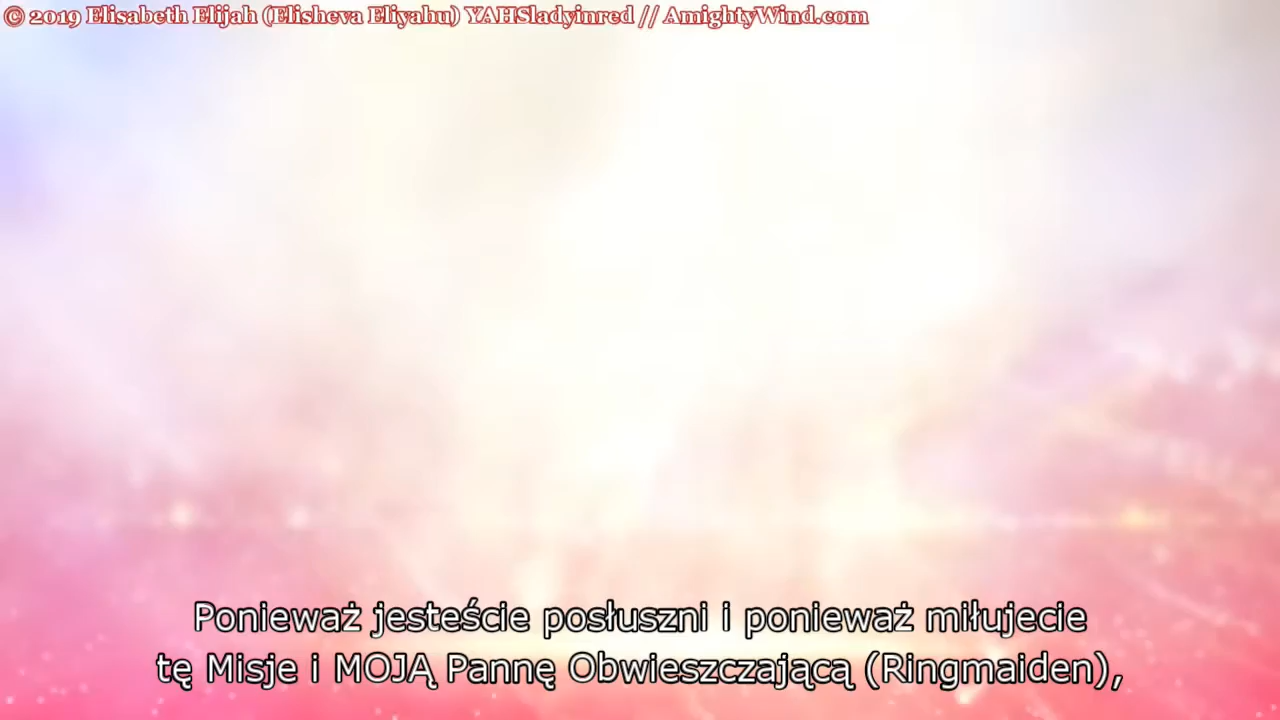 © 2019 Elisabeth Elijah (Elisheva Eliyahu) YAHSladyinred // AmightyWind.com
Ponieważ jesteście posłuszni i ponieważ miłujecie
tę Misje i MOJĄ Pannę Obwieszczającą (Ringmaiden),